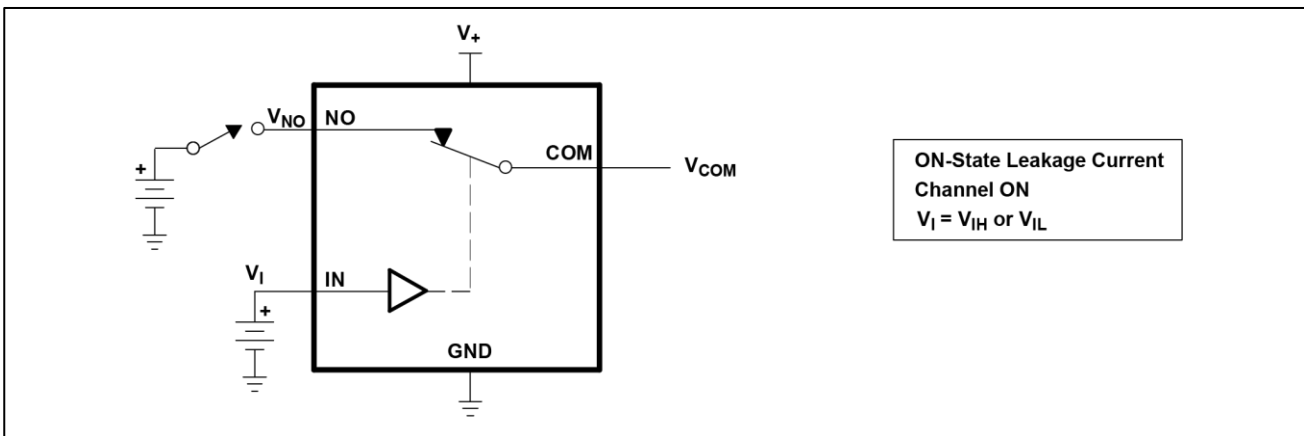 V+
VNO NO
COM VCOM
+
VI IN
+
GND
ON-State Leakage Current
Channel ON
VI = VIH or VIL